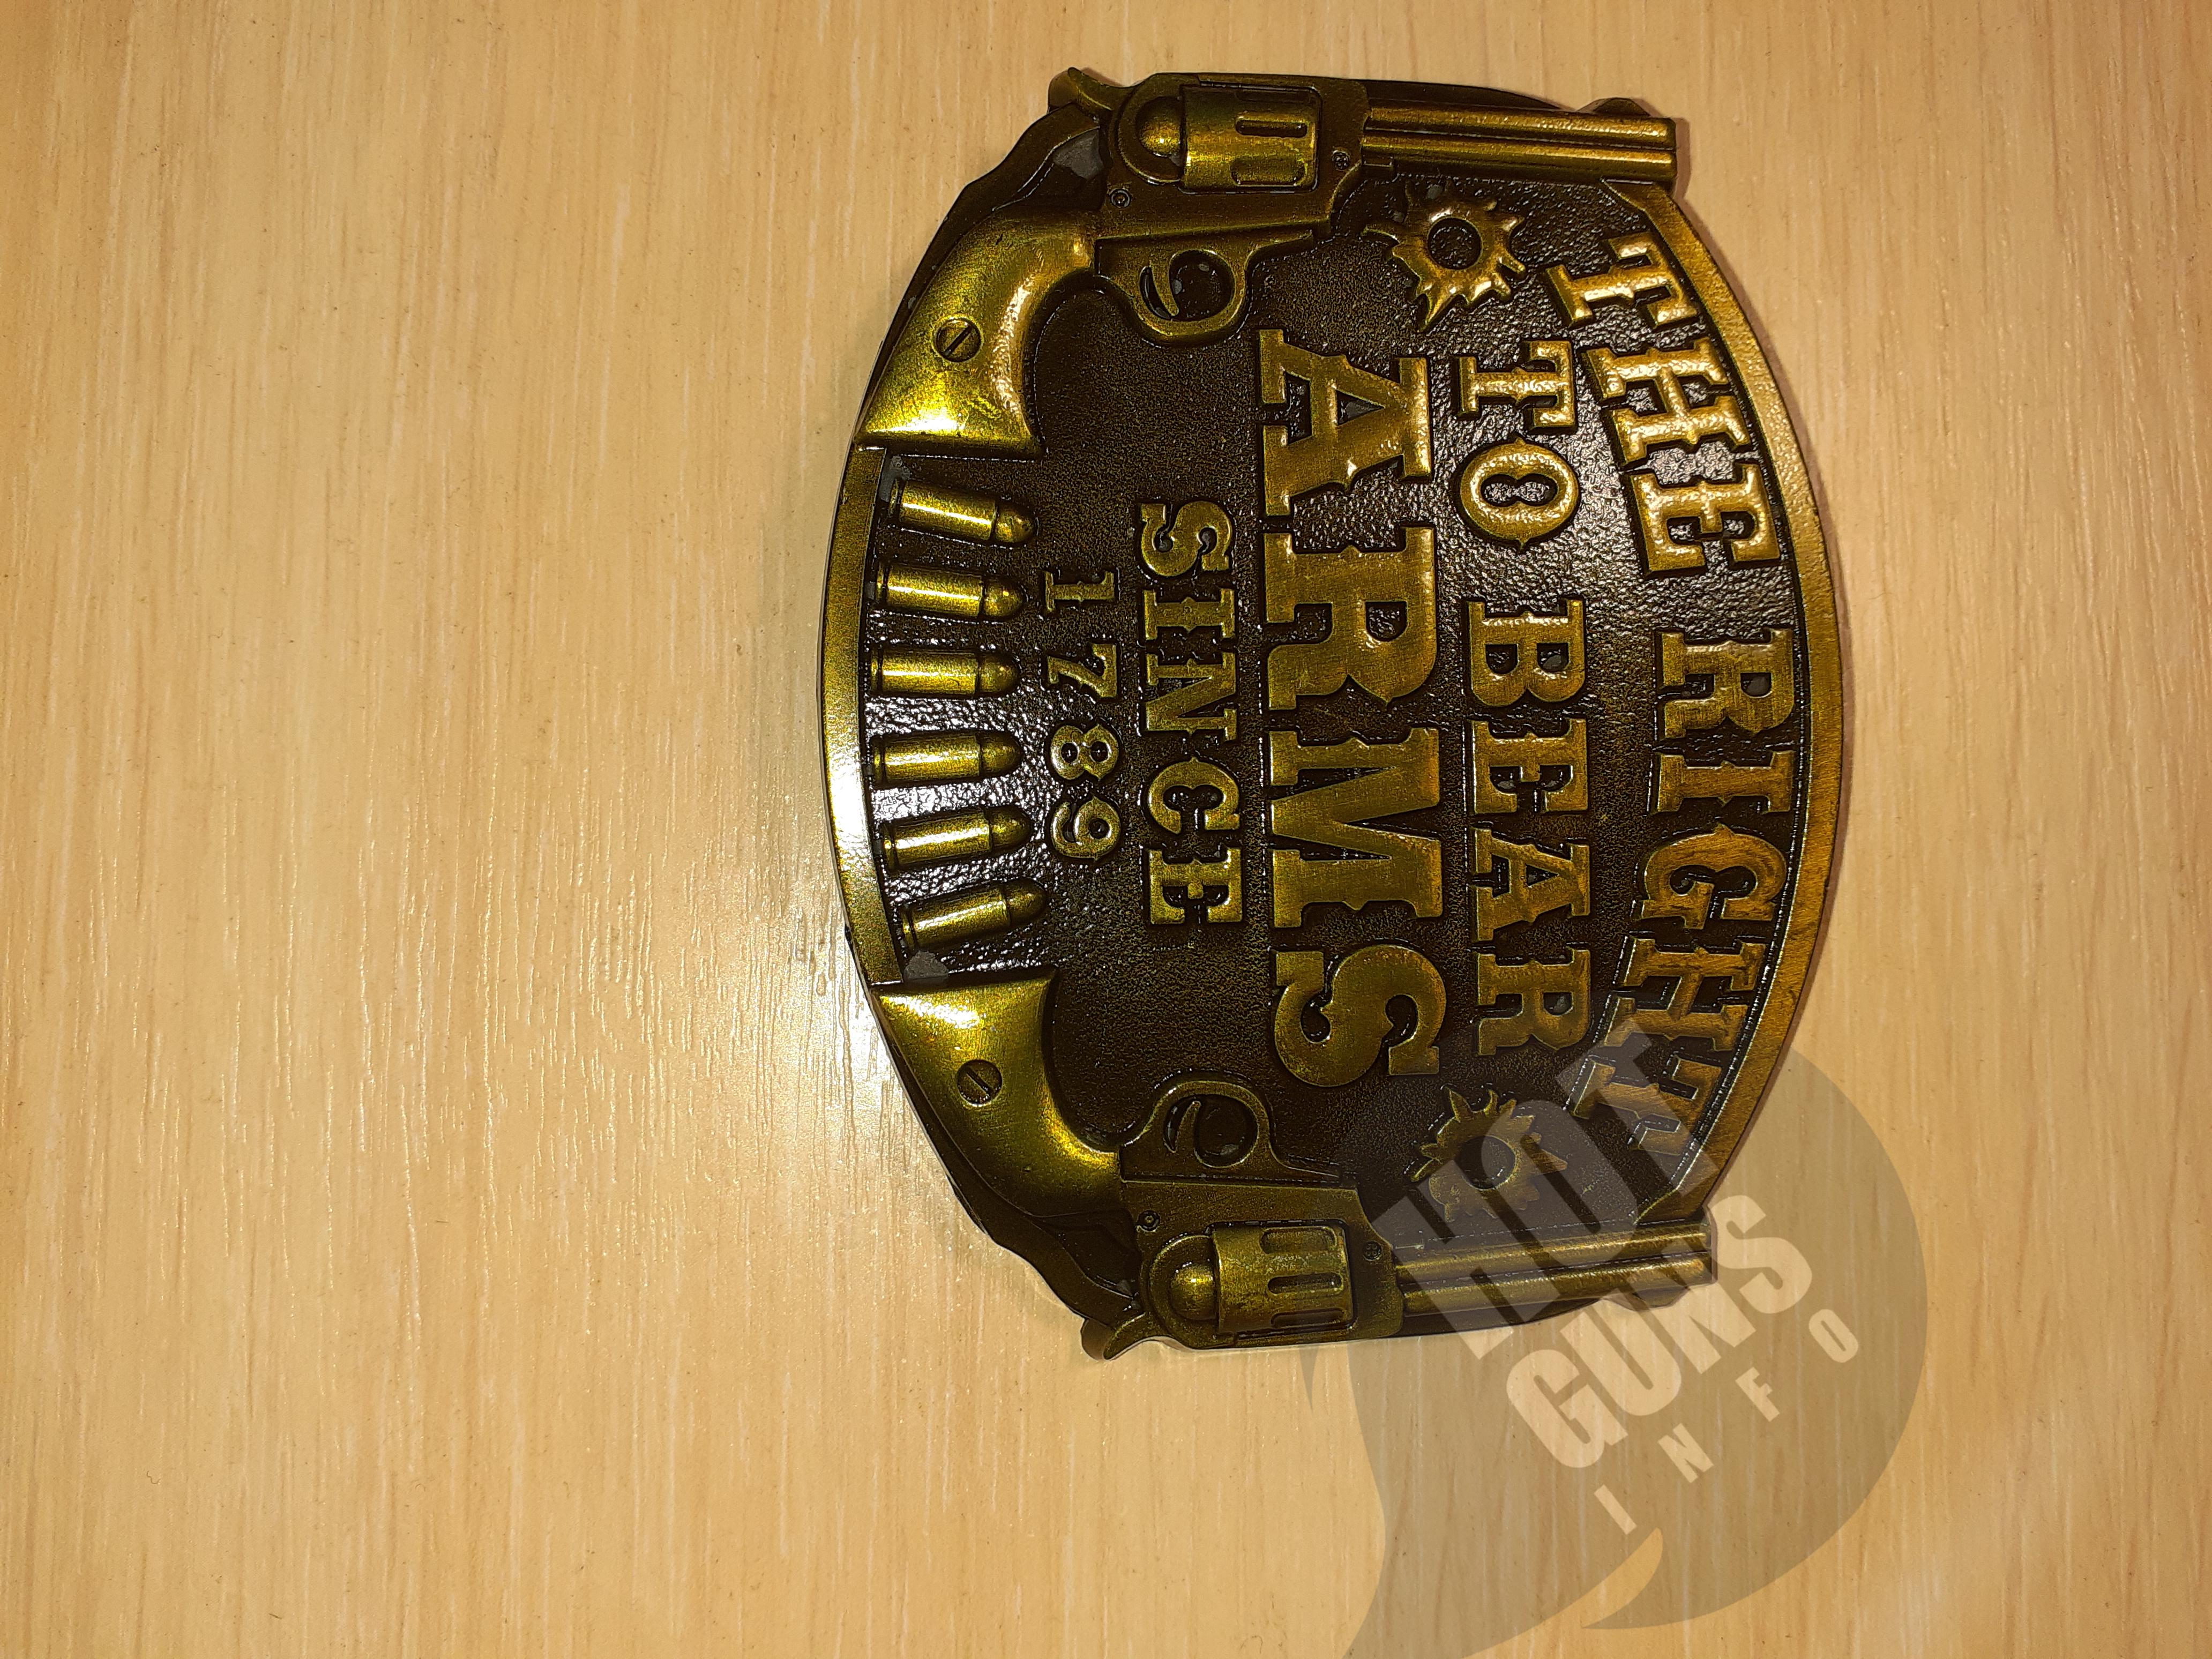 THE RIGHT
TO BEAR
ARMS
SINCE
1789
HOT
GUNS
INFO